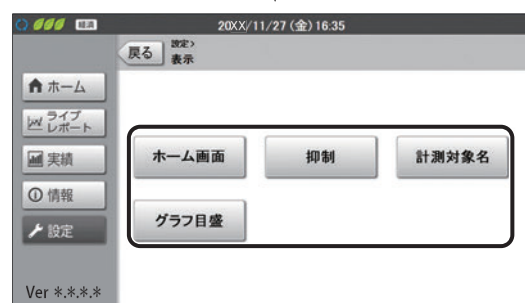 経済 20XX/11/27 (金) 16.35
戻る
設定>
表示
ホーム
ライブ
レポート
実績
情報
設定
ホーム画面 抑制 計測対象名
グラフ目盛
Ver *.*.*.*